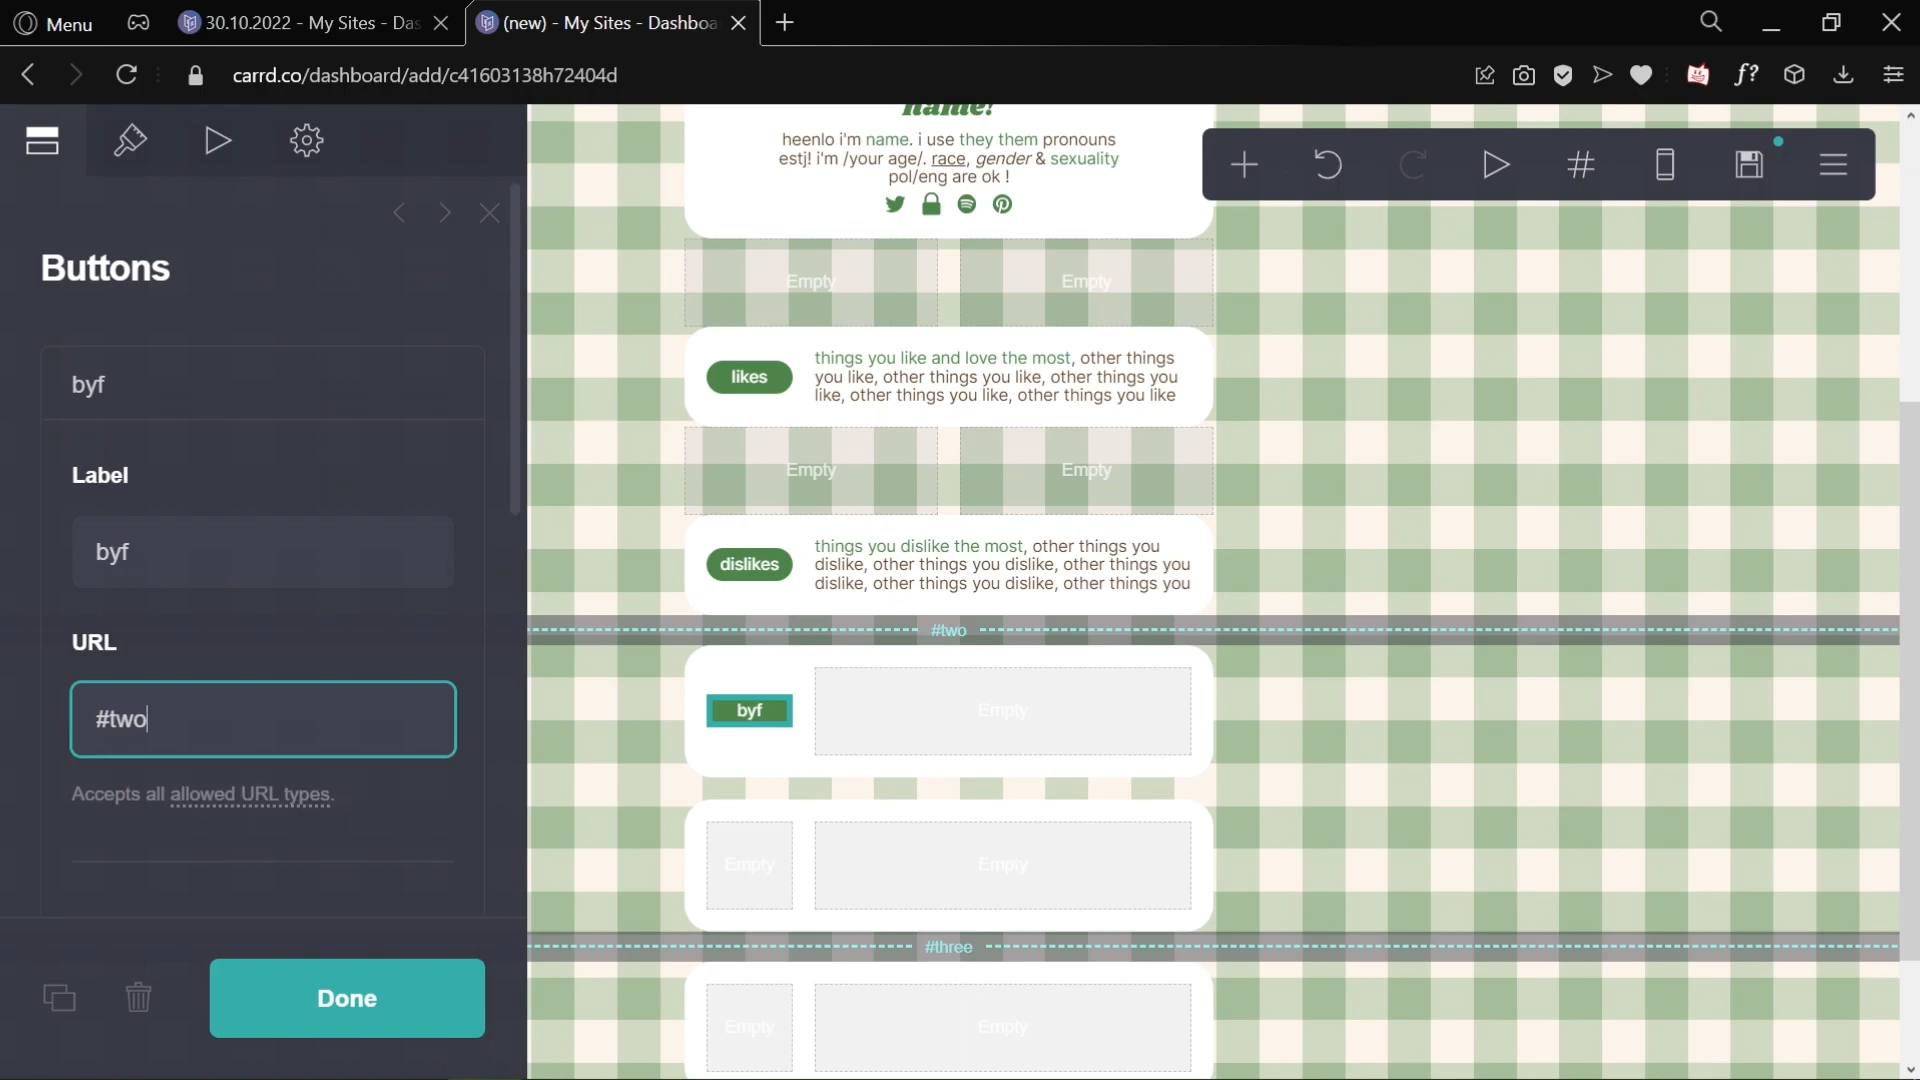 Menu
30.10.2022 - My Sites - Das
(new) - My Sites - Dashboa
carrd.co/dashboard/add/c41603138h72404d
f?
Buttons
byf
Label
byf
URL
#two
Accepts all allowed URL types.
Done
name!
heenlo i'm name. i use they them pronouns
estj! i'm /your age/. race, gender & sexuality
pol/eng are ok !
Empty
Empty
likes
things you like and love the most, other things
you like, other things you like, other things you
like, other things you like, other things you like
Empty
Empty
dislikes
things you dislike the most, other things you
dislike, other things you dislike, other things you
dislike, other things you dislike, other things you
#two
byf
Empty
Empty
Empty
#three
Empty
Empty